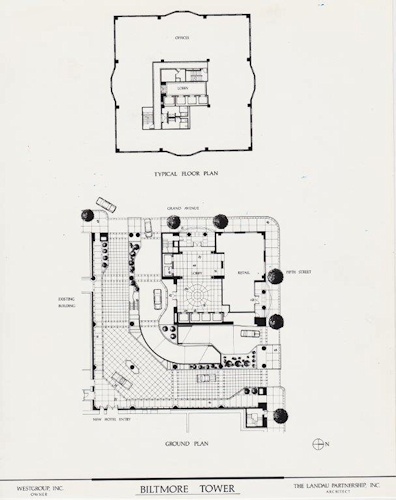 OFFICES
LOBBY
TYPICAL FLOOR PLAN
GRAND AVENUE
LOBBY
RETAIL
FIFTH STREET
EXISTING
BUILDING
NEW HOTEL ENTRY
GROUND PLAN
N
WESTGROUP, INC.
OWNER
BILTMORE TOWER
THE LANDAU PARTNERSHIP, INC.
ARCHITECT